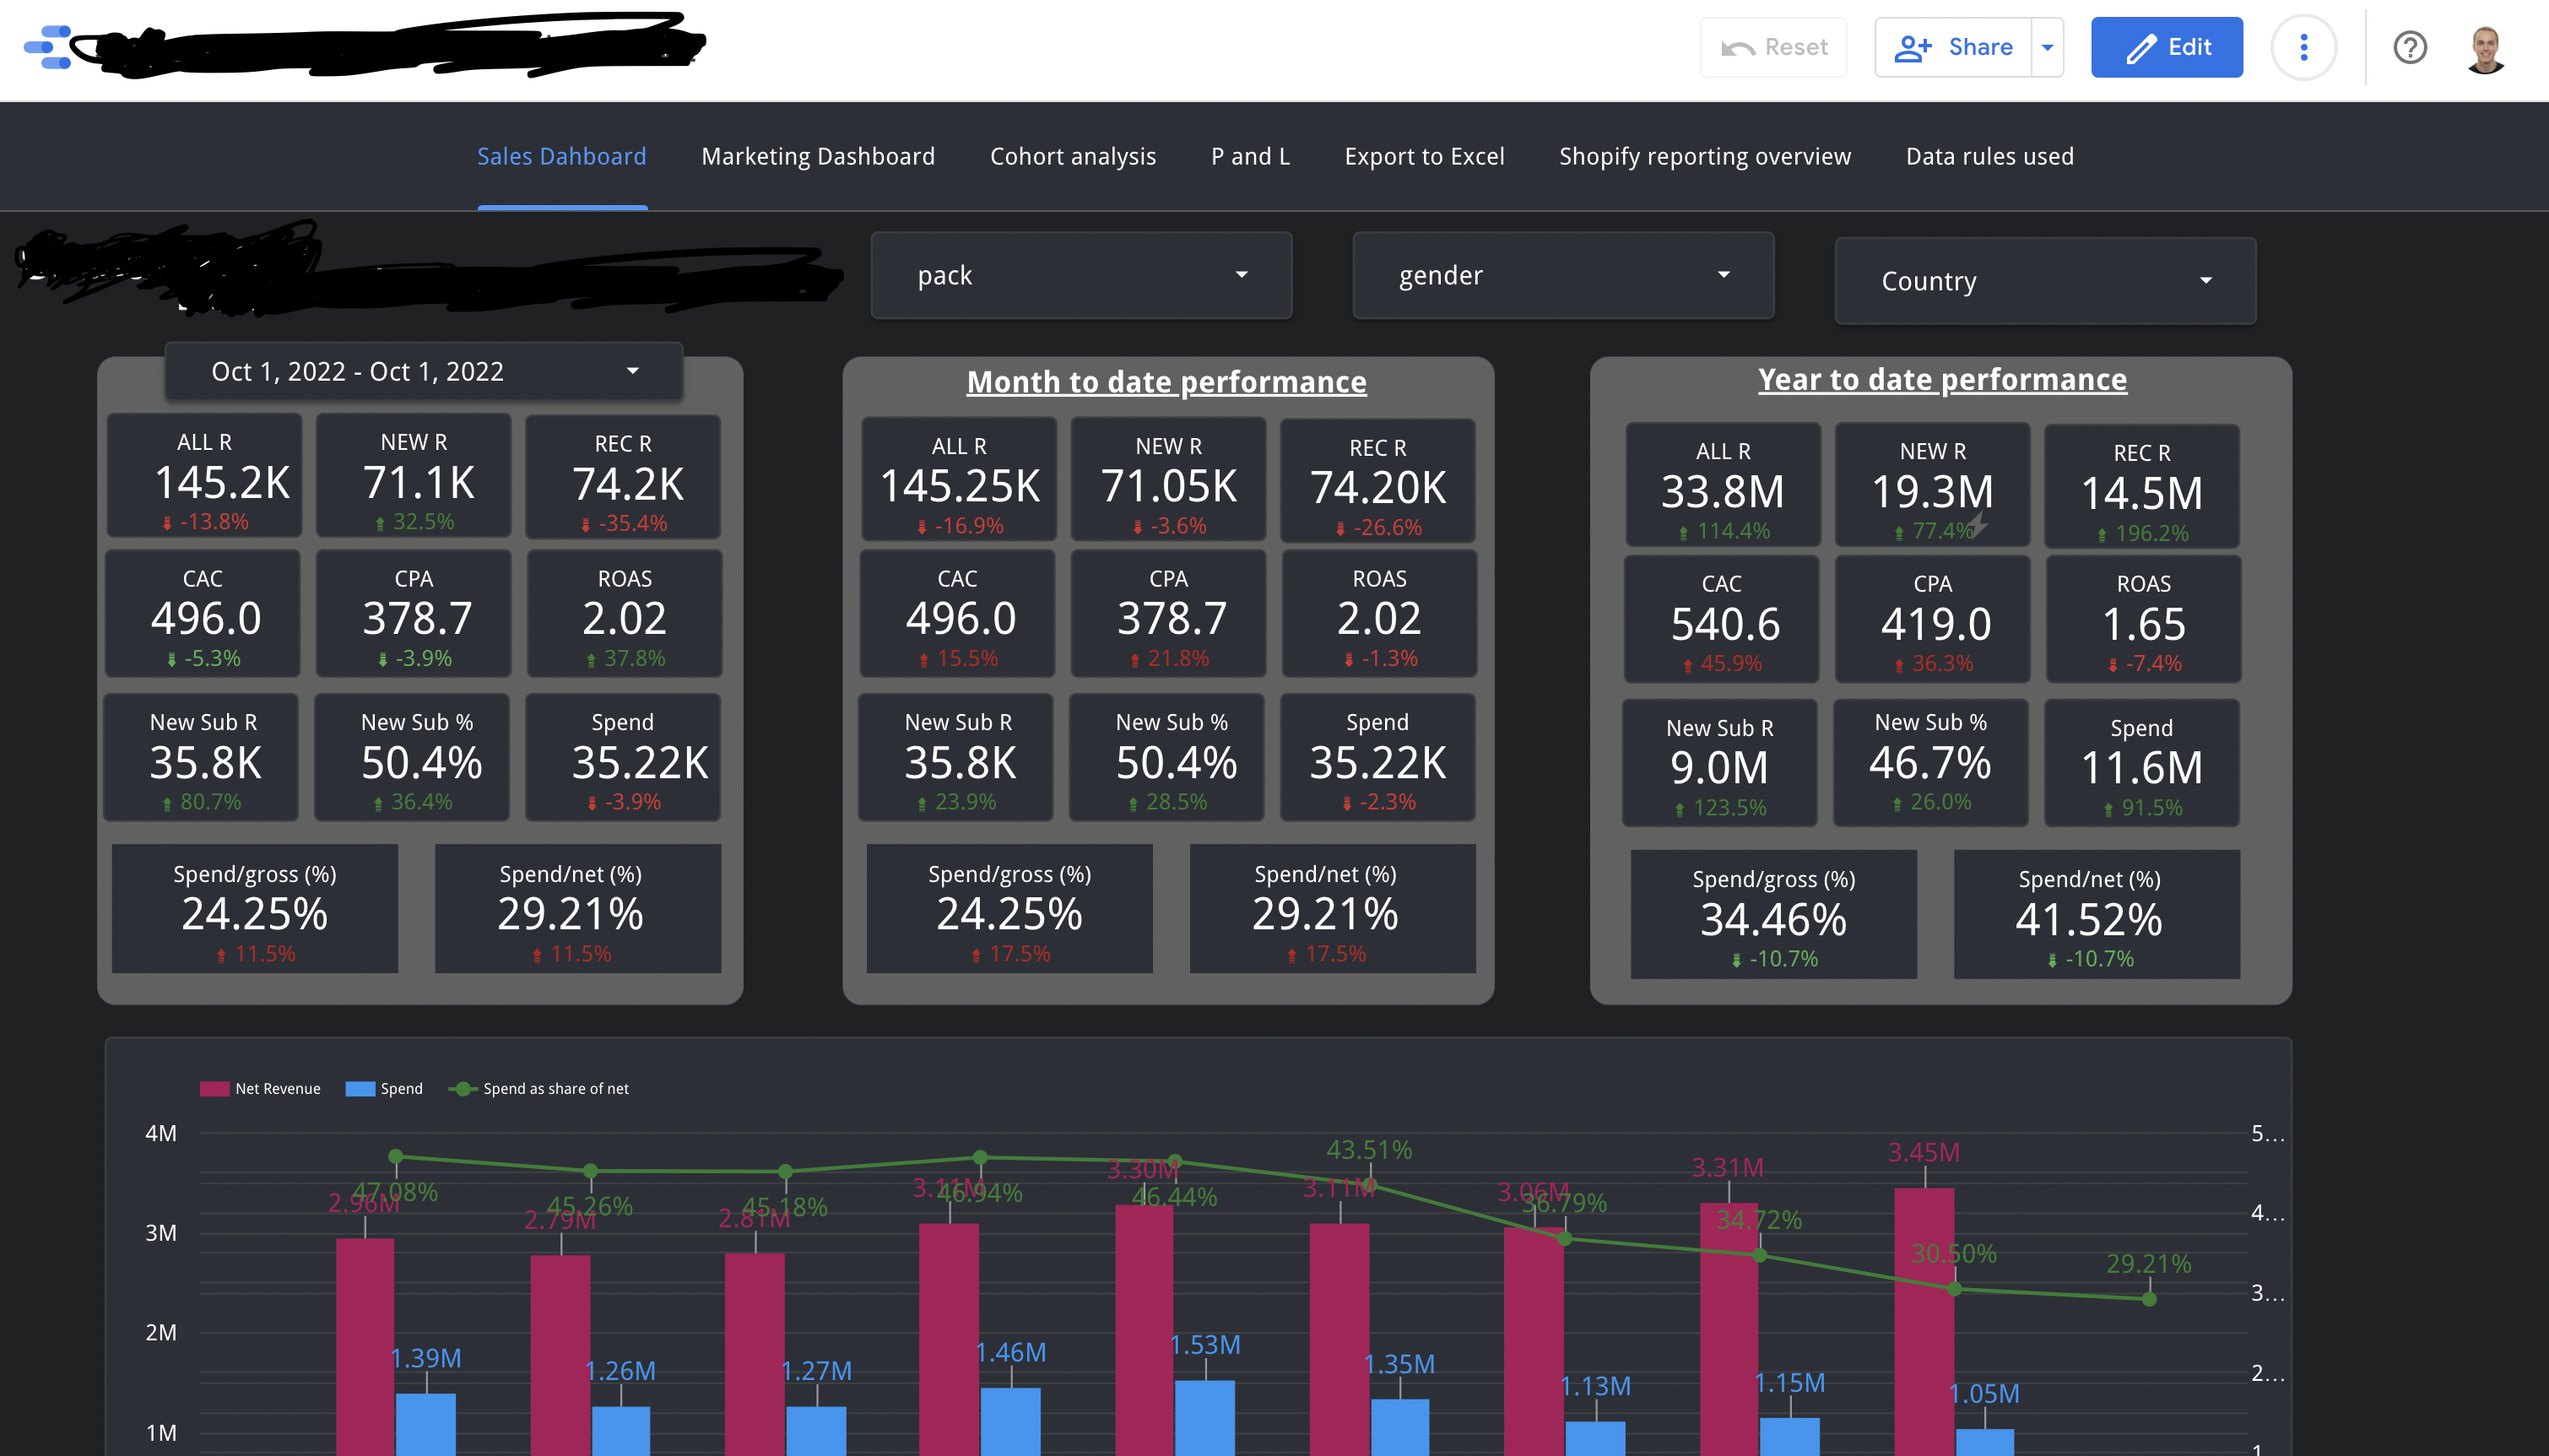 Reset
Share
Edit
Sales Dahboard
Marketing Dashboard
Cohort analysis
P and L
Export to Excel
Shopify reporting overview
Data rules used
pack
gender
Country
Oct 1, 2022 - Oct 1, 2022
ALL R
145.2K
-13.8%
NEW R
71.1K
32.5%
REC R
74.2K
-35.4%
CAC
496.0
-5.3%
CPA
378.7
-3.9%
ROAS
2.02
37.8%
New Sub R
35.8K
80.7%
New Sub %
50.4%
36.4%
Spend
35.22K
-3.9%
Spend/gross (%)
24.25%
11.5%
Spend/net (%)
29.21%
11.5%
Month to date performance
ALL R
145.25K
-16.9%
NEW R
71.05K
-3.6%
REC R
74.20K
-26.6%
CAC
496.0
15.5%
CPA
378.7
21.8%
ROAS
2.02
-1.3%
New Sub R
35.8K
23.9%
New Sub %
50.4%
28.5%
Spend
35.22K
-2.3%
Spend/gross (%)
24.25%
17.5%
Spend/net (%)
29.21%
17.5%
Year to date performance
ALL R
33.8M
114.4%
NEW R
19.3M
77.4%
REC R
14.5M
196.2%
CAC
540.6
45.9%
CPA
419.0
36.3%
ROAS
1.65
-7.4%
New Sub R
9.0M
123.5%
New Sub %
46.7%
26.0%
Spend
11.6M
91.5%
Spend/gross (%)
34.46%
-10.7%
Spend/net (%)
41.52%
-10.7%
Net Revenue
Spend
Spend as share of net
4M
3M
2M
1M
2.96M
47.08%
1.39M
2.79M
45.26%
1.26M
2.81M
45.18%
1.27M
3.11M
46.94%
1.46M
3.30M
46.44%
1.53M
3.11M
43.51%
1.35M
3.06M
36.79%
1.13M
3.31M
34.72%
1.15M
3.45M
30.50%
1.05M
29.21%
5...
4...
3...
2...